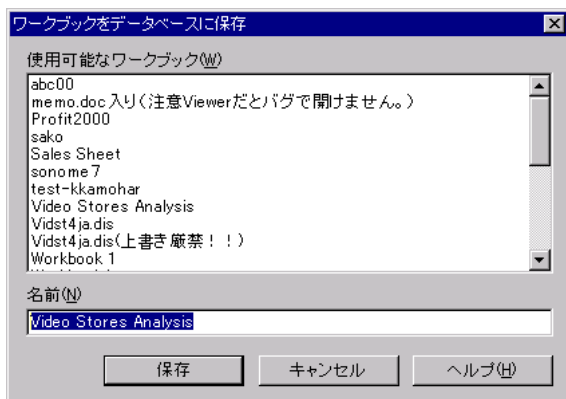 ワークブックをデータベースに保存
使用可能なワークブック(W)
abc00
memo.doc入り(注意Viewerだとバグで開けません。)
Profit2000
sako
Sales Sheet
sonome7
test-kkamohar
Video Stores Analysis
Vidst4ja.dis
Vidst4ja.dis(上書き厳禁！！)
Workbook 1
名前(N)
Video Stores Analysis
保存
キャンセル
ヘルプ(H)